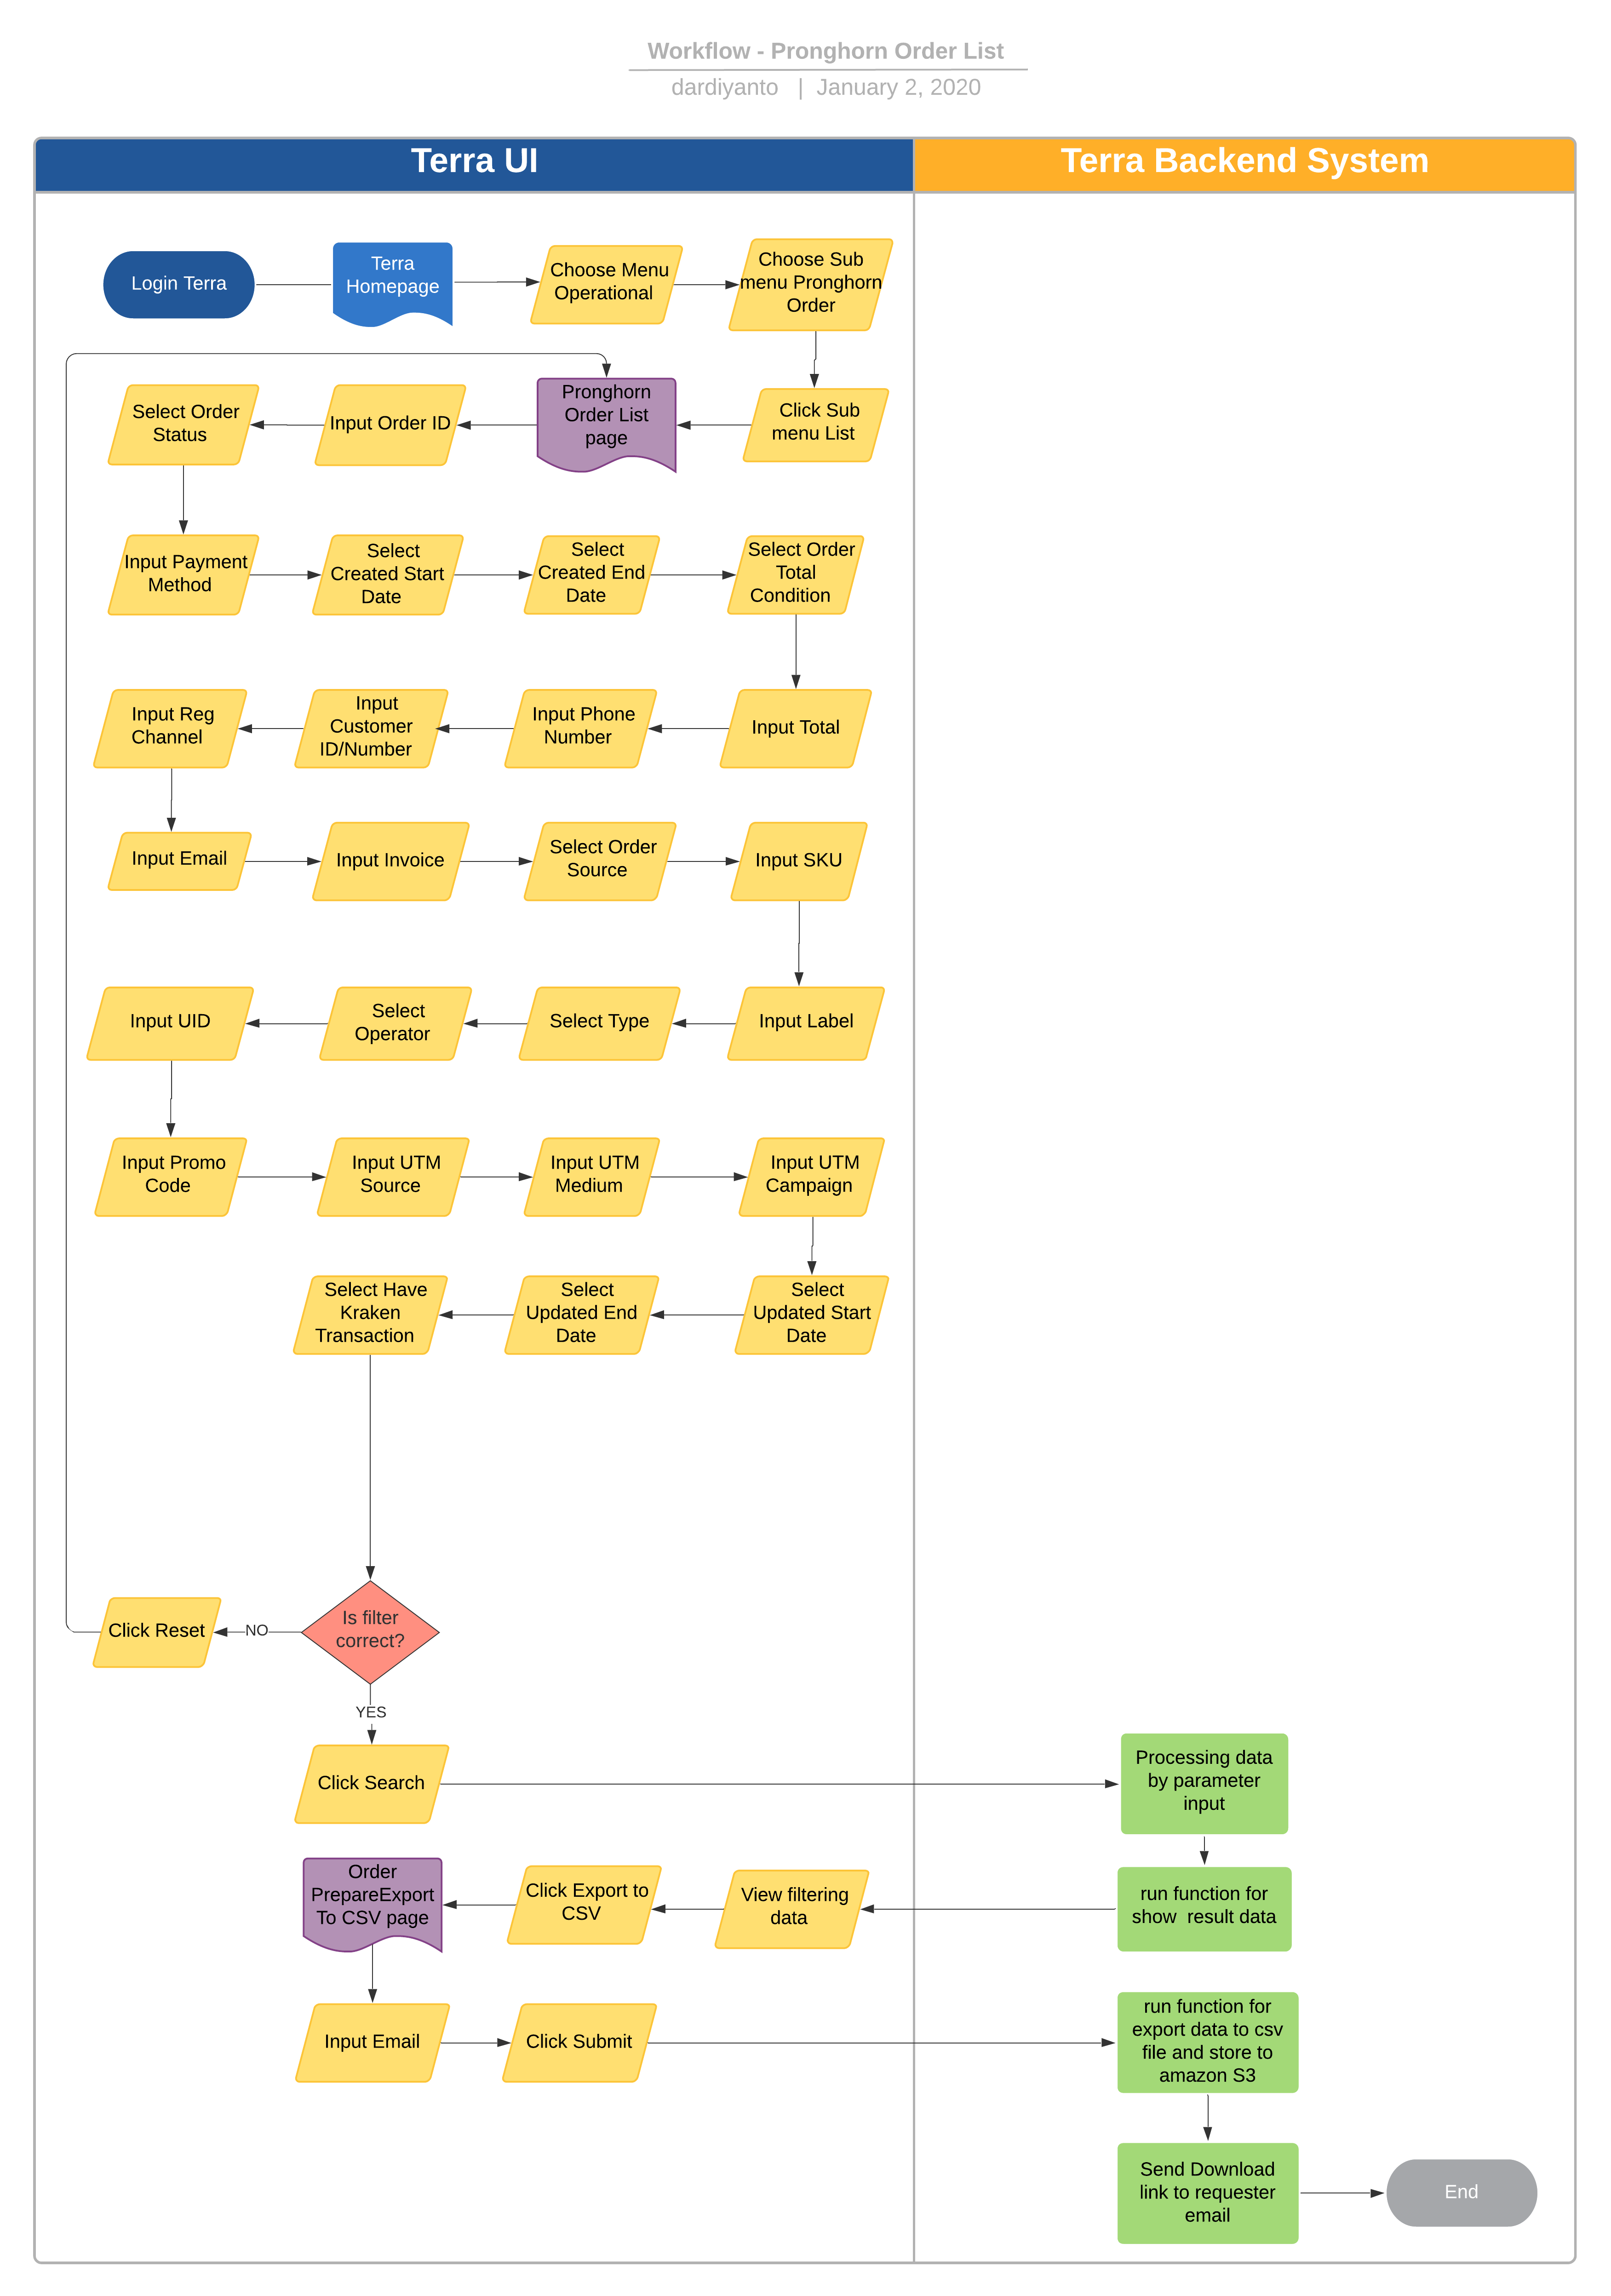 Workflow - Pronghorn Order List
dardiyanto | January 2, 2020
Terra UI
Terra Backend System
Login Terra
Terra
Homepage
Choose Menu
Operational
Choose Sub
menu Pronghorn
Order
Select Order
Status
Input Order ID
Pronghorn
Order List
page
Click Sub
menu List
Input Payment
Method
Select
Created Start
Date
Select
Created End
Date
Select Order
Total
Condition
Input Reg
Channel
Input
Customer
ID/Number
Input Phone
Number
Input Total
Input Email
Input Invoice
Select Order
Source
Input SKU
Input UID
Select
Operator
Select Type
Input Label
Input Promo
Code
Input UTM
Source
Input UTM
Medium
Input UTM
Campaign
Select Have
Kraken
Transaction
Select
Updated End
Date
Select
Updated Start
Date
Click Reset
NO
Is filter
correct?
YES
Click Search
Processing data
by parameter
input
Order
PrepareExport
To CSV page
Click Export to
CSV
View filtering
data
run function for
show result data
Input Email
Click Submit
run function for
export data to csv
file and store to
amazon S3
Send Download
link to requester
email
End